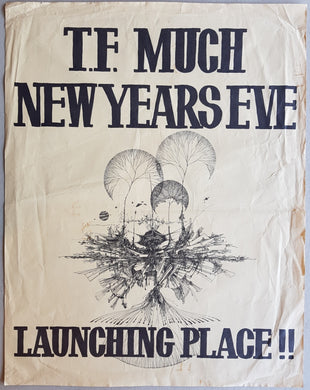 T.F. MUCH
NEW YEARS EVE
LAUNCHING PLACE!!